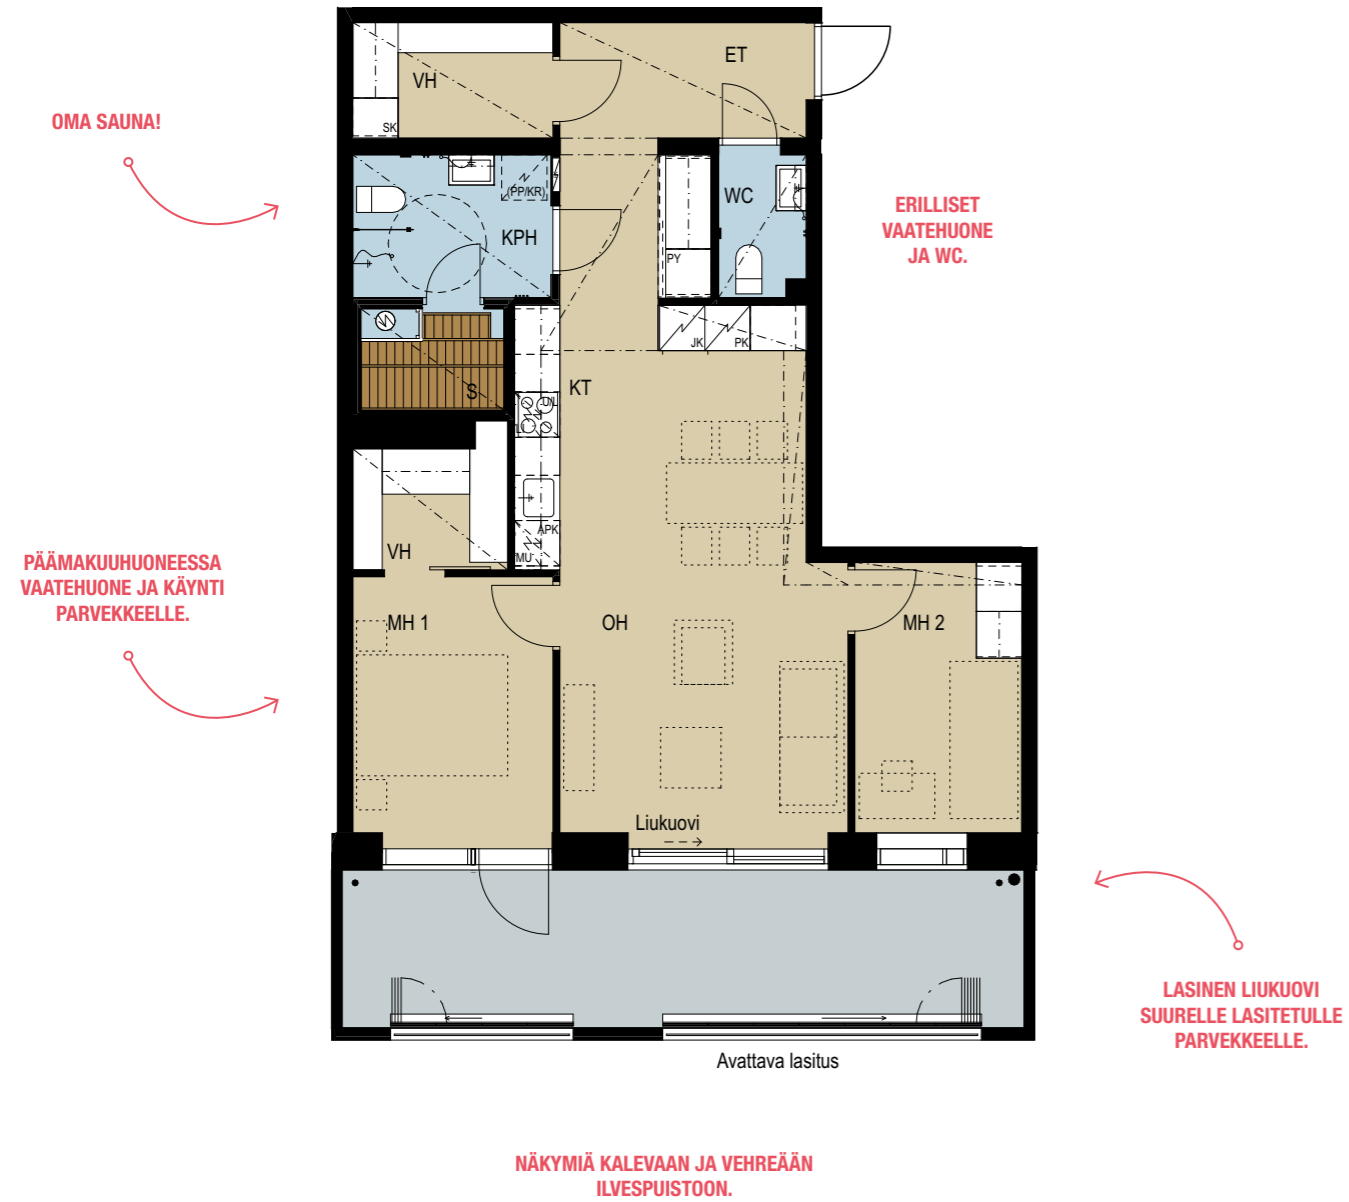 ET
VH
SK
OMA SAUNA!
(PP/KR)
WC
KPH
PY
ERILLISET
VAATEHUONE
JA WC.
JK
PK
S
KT
U/L
APK
MU
VH
PÄÄMAKUUHUONEESSA
VAATEHUONE JA KÄYNTI
PARVEKKEELLE.
MH 1
OH
MH 2
Liukuovi
LASINEN LIUKUOVI
SUURELLE LASITETULLE
PARVEKKEELLE.
Avattava lasitus
NÄKYMIÄ KALEVAAN JA VEHREÄÄN
ILVESPUISTOON.